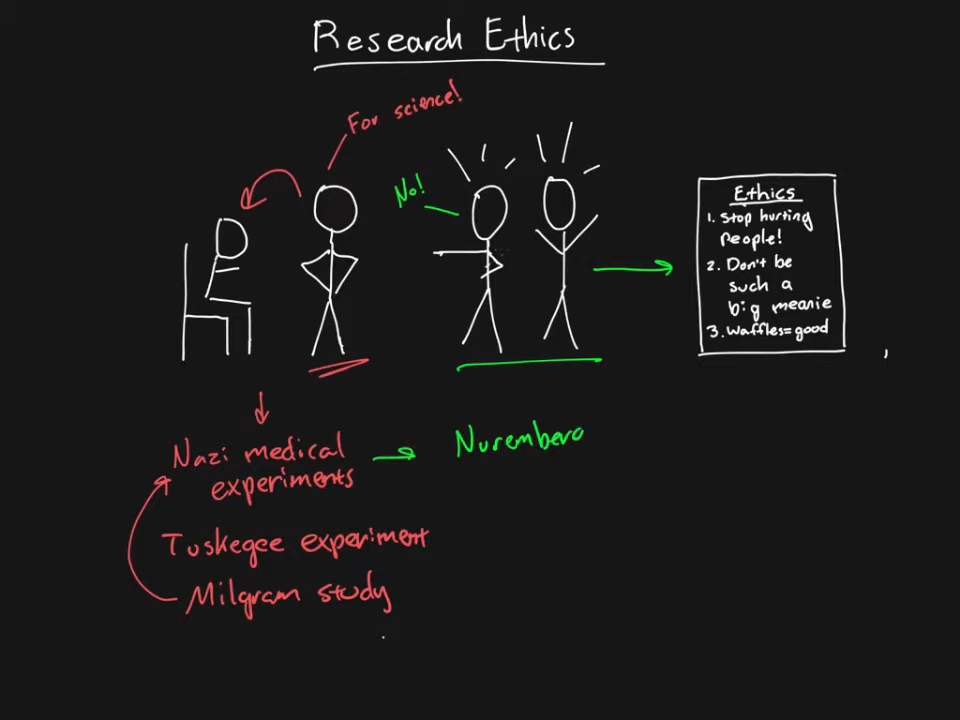 Research Ethics
For science!
No!
Ethics
1. Stop hurting
People!
2. Don't be
such a
big meanie
3. Waffles=good
Nazi medical
experiments
Nurembero
Tuskegee experiment
Milgram study